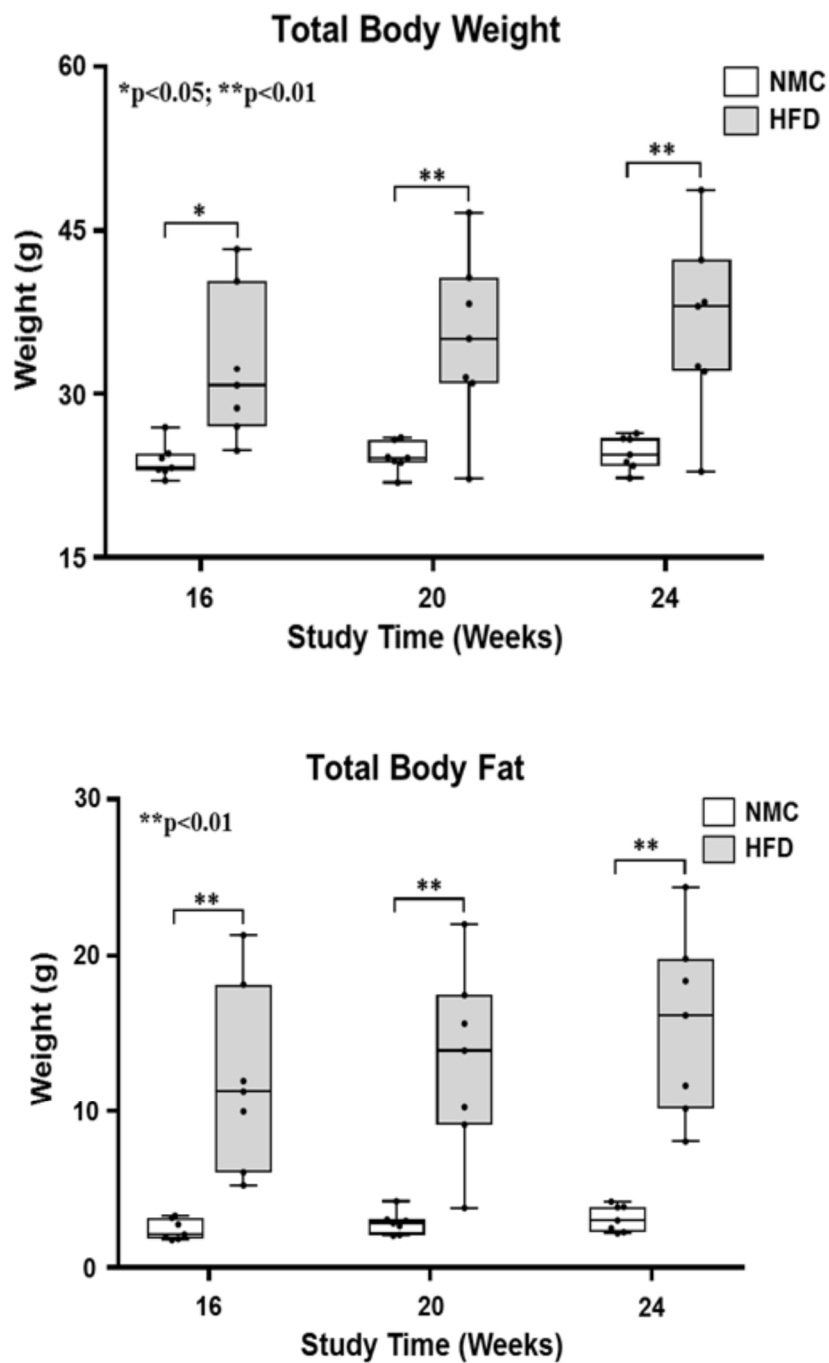 Total Body Weight
*p<0.05; **p<0.01
NMC
HFD
60
45
30
15
Weight (g)
*
**
**
16 20 24
Study Time (Weeks)
Total Body Fat
**p<0.01
NMC
HFD
30
20
10
0
Weight (g)
**
**
**
16 20 24
Study Time (Weeks)